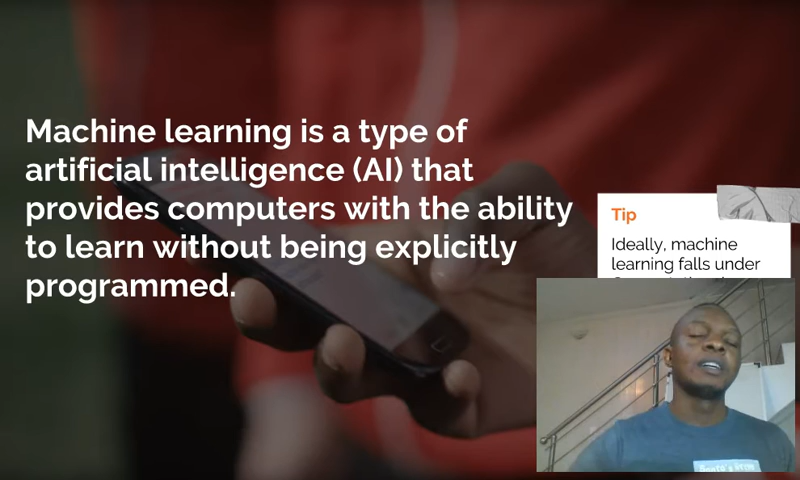 Machine learning is a type of
artificial intelligence (AI) that
provides computers with the ability
to learn without being explicitly
programmed.
Tip
Ideally, machine
learning falls under